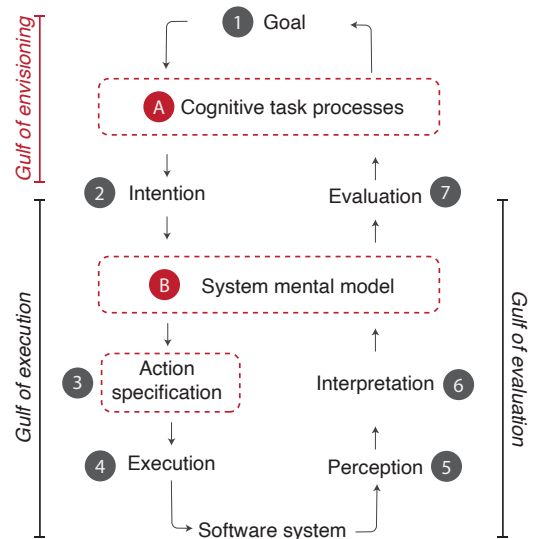 1 Goal
Gulf of envisioning
A Cognitive task processes
2 Intention
Evaluation 7
B System mental model
Gulf of execution
Gulf of evaluation
3 Action
specification
Interpretation 6
4 Execution
Perception 5
Software system